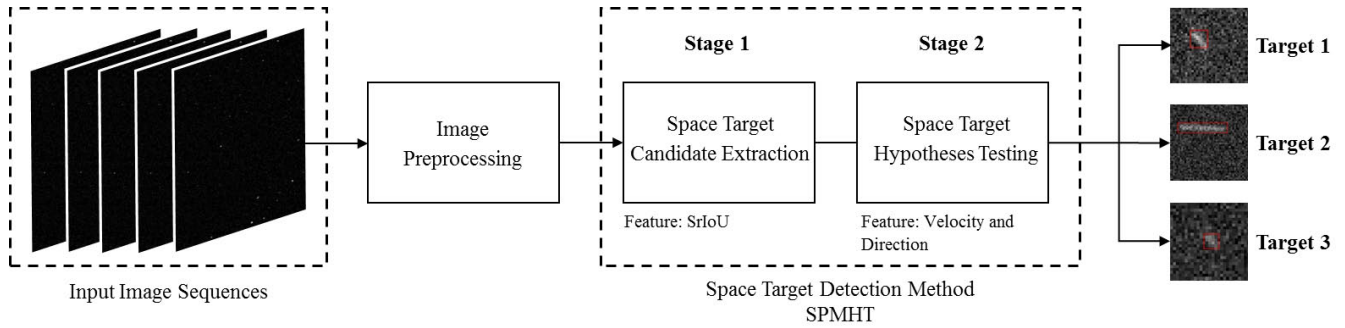 Input Image Sequences
Image
Preprocessing
Stage 1
Space Target
Candidate Extraction
Feature: SrIoU
Stage 2
Space Target
Hypotheses Testing
Feature: Velocity and
Direction
Space Target Detection Method
SPMHT
Target 1
Target 2
Target 3